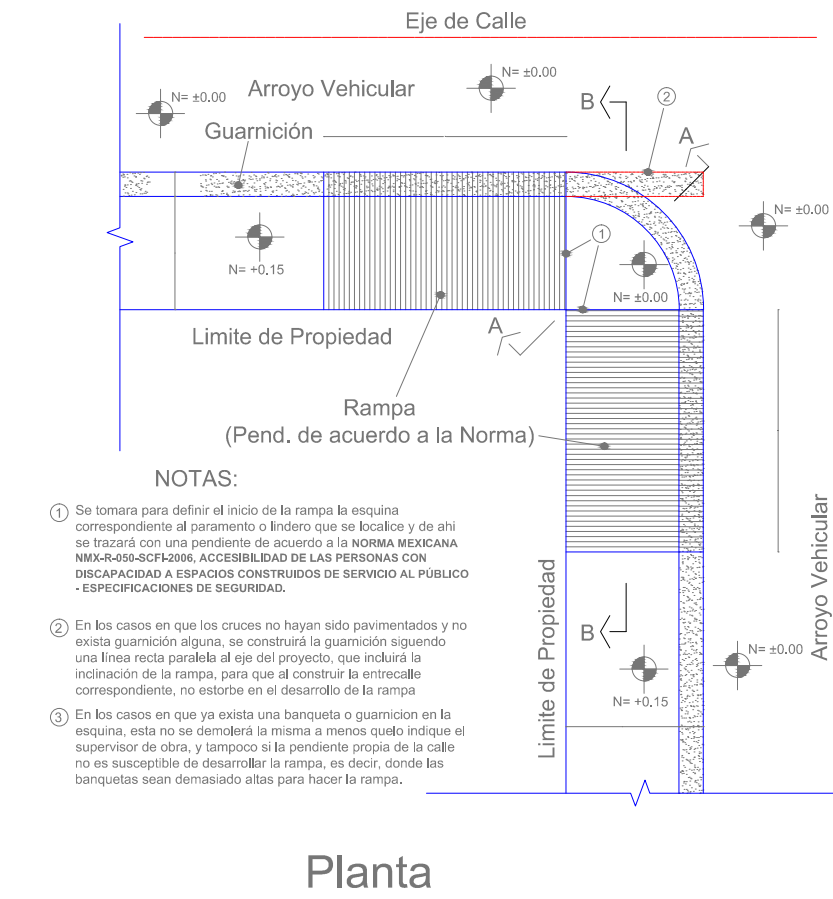 Eje de Calle
N= ±0.00
Arroyo Vehicular
N= ±0.00
B
2
A
Guarnición
N= ±0.00
1
N= +0.15
N= ±0.00
Limite de Propiedad
A
Rampa
(Pend. de acuerdo a la Norma)
NOTAS:
1 Se tomara para definir el inicio de la rampa la esquina
correspondiente al paramento o lindero que se localice y de ahi
se trazará con una pendiente de acuerdo a la NORMA MEXICANA
NMX-R-050-SCFI-2006, ACCESIBILIDAD DE LAS PERSONAS CON
DISCAPACIDAD A ESPACIOS CONSTRUIDOS DE SERVICIO AL PÚBLICO
- ESPECIFICACIONES DE SEGURIDAD.
2 En los casos en que los cruces no hayan sido pavimentados y no
exista guarnición alguna, se construirá la guarnición siguendo
una línea recta paralela al eje del proyecto, que incluirá la
inclinación de la rampa, para que al construir la entrecalle
correspondiente, no estorbe en el desarrollo de la rampa
3 En los casos en que ya exista una banqueta o guarnicion en la
esquina, esta no se demolerá la misma a menos quelo indique el
supervisor de obra, y tampoco si la pendiente propia de la calle
no es susceptible de desarrollar la rampa, es decir, donde las
banquetas sean demasiado altas para hacer la rampa.
Limite de Propiedad
B
N= +0.15
N= ±0.00
Arroyo Vehicular
Planta